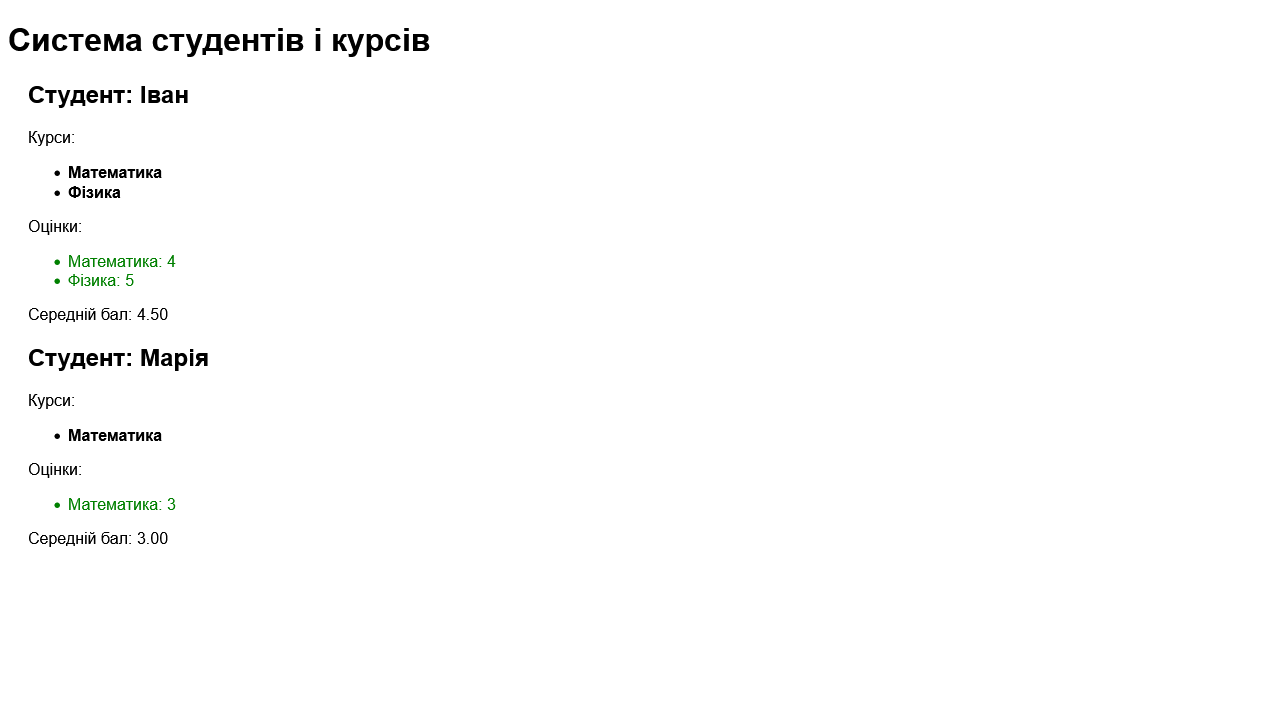 Система студентів і курсів
Студент: Іван
Курси:
• Математика
• Фізика
Оцінки:
• Математика: 4
• Фізика: 5
Середній бал: 4.50
Студент: Марія
Курси:
• Математика
Оцінки:
• Математика: 3
Середній бал: 3.00